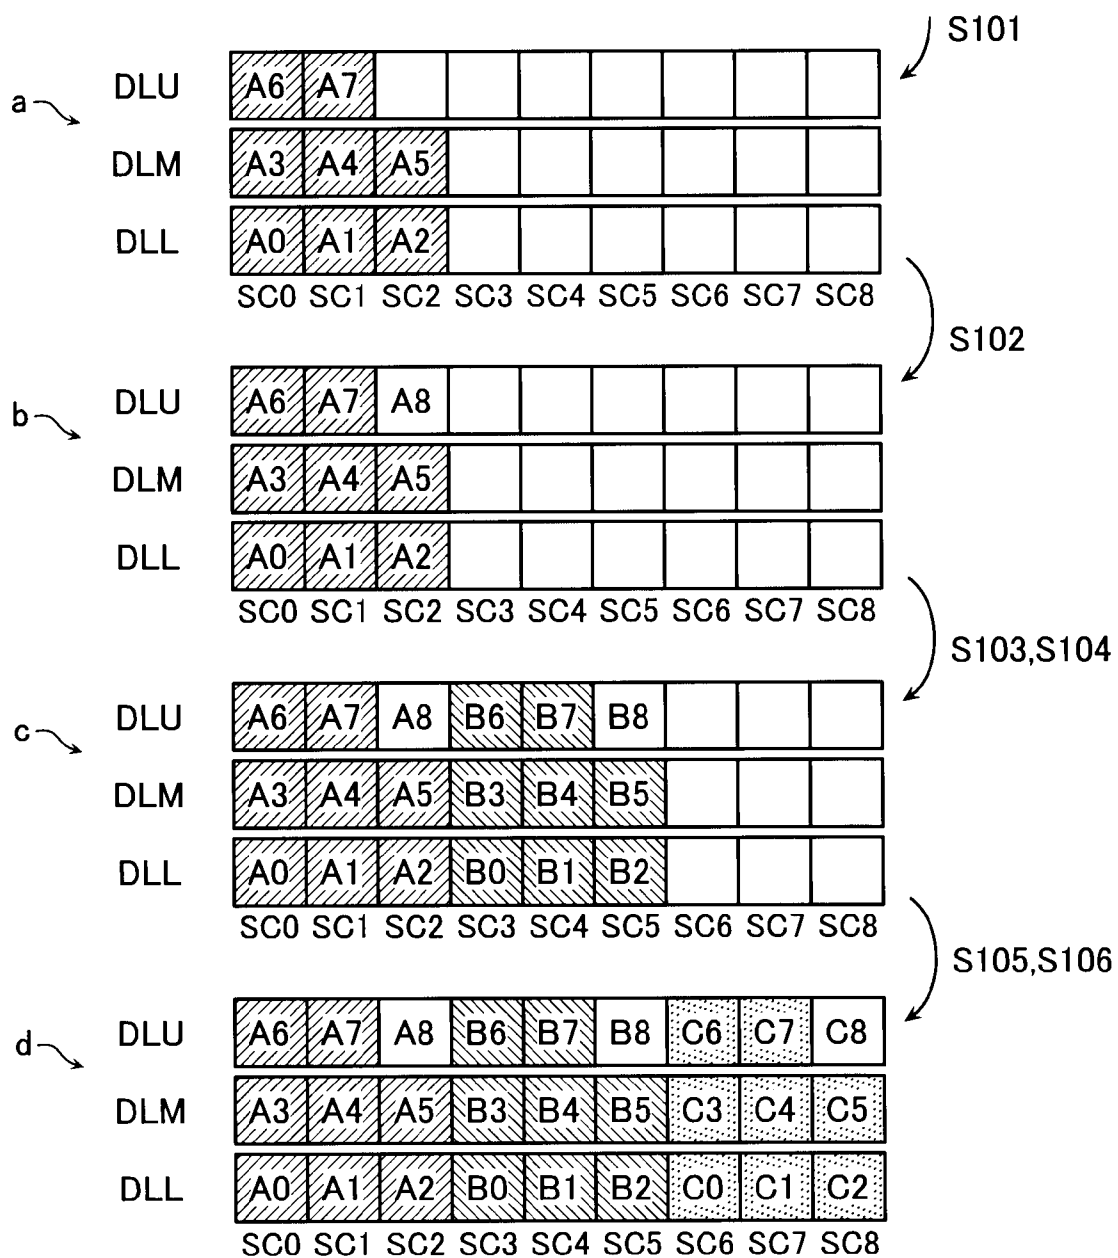 S101
DLU A6 A7
a
DLM A3 A4 A5
DLL A0 A1 A2
SC0 SC1 SC2 SC3 SC4 SC5 SC6 SC7 SC8
S102
DLU A6 A7 A8
b
DLM A3 A4 A5
DLL A0 A1 A2
SC0 SC1 SC2 SC3 SC4 SC5 SC6 SC7 SC8
S103,S104
DLU A6 A7 A8 B6 B7 B8
c
DLM A3 A4 A5 B3 B4 B5
DLL A0 A1 A2 B0 B1 B2
SC0 SC1 SC2 SC3 SC4 SC5 SC6 SC7 SC8
S105,S106
DLU A6 A7 A8 B6 B7 B8 C6 C7 C8
d
DLM A3 A4 A5 B3 B4 B5 C3 C4 C5
DLL A0 A1 A2 B0 B1 B2 C0 C1 C2
SC0 SC1 SC2 SC3 SC4 SC5 SC6 SC7 SC8